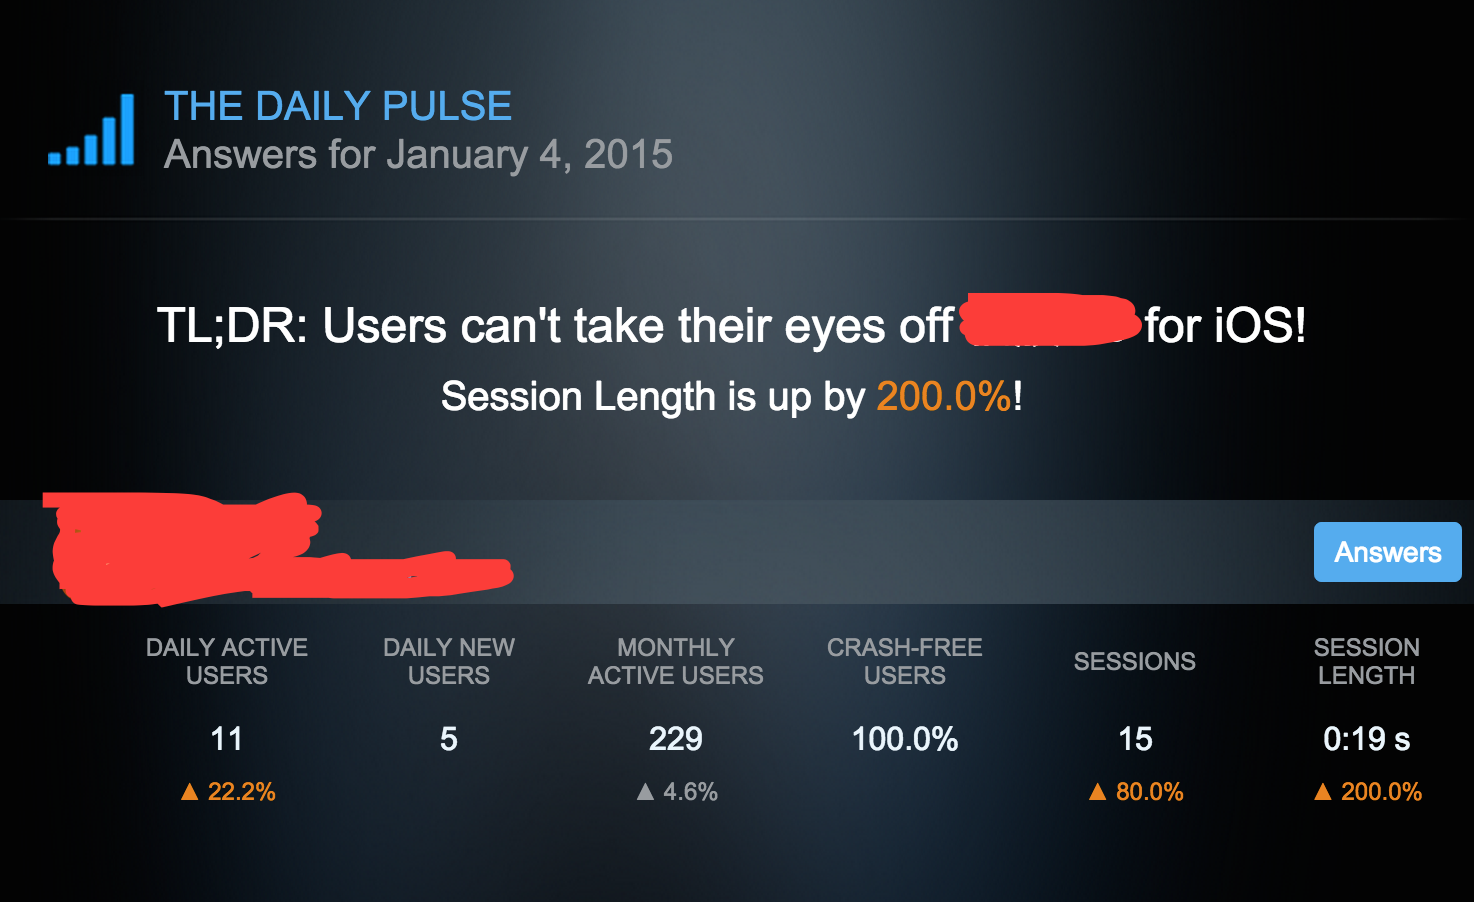 THE DAILY PULSE
Answers for January 4, 2015
TL;DR: Users can't take their eyes off for iOS!
Session Length is up by 200.0%!
Answers
DAILY ACTIVE USERS
DAILY NEW USERS
MONTHLY ACTIVE USERS
CRASH-FREE USERS
SESSIONS
SESSION LENGTH
11
5
229
100.0%
15
0:19 s
▲ 22.2%
▲ 4.6%
▲ 80.0%
▲ 200.0%